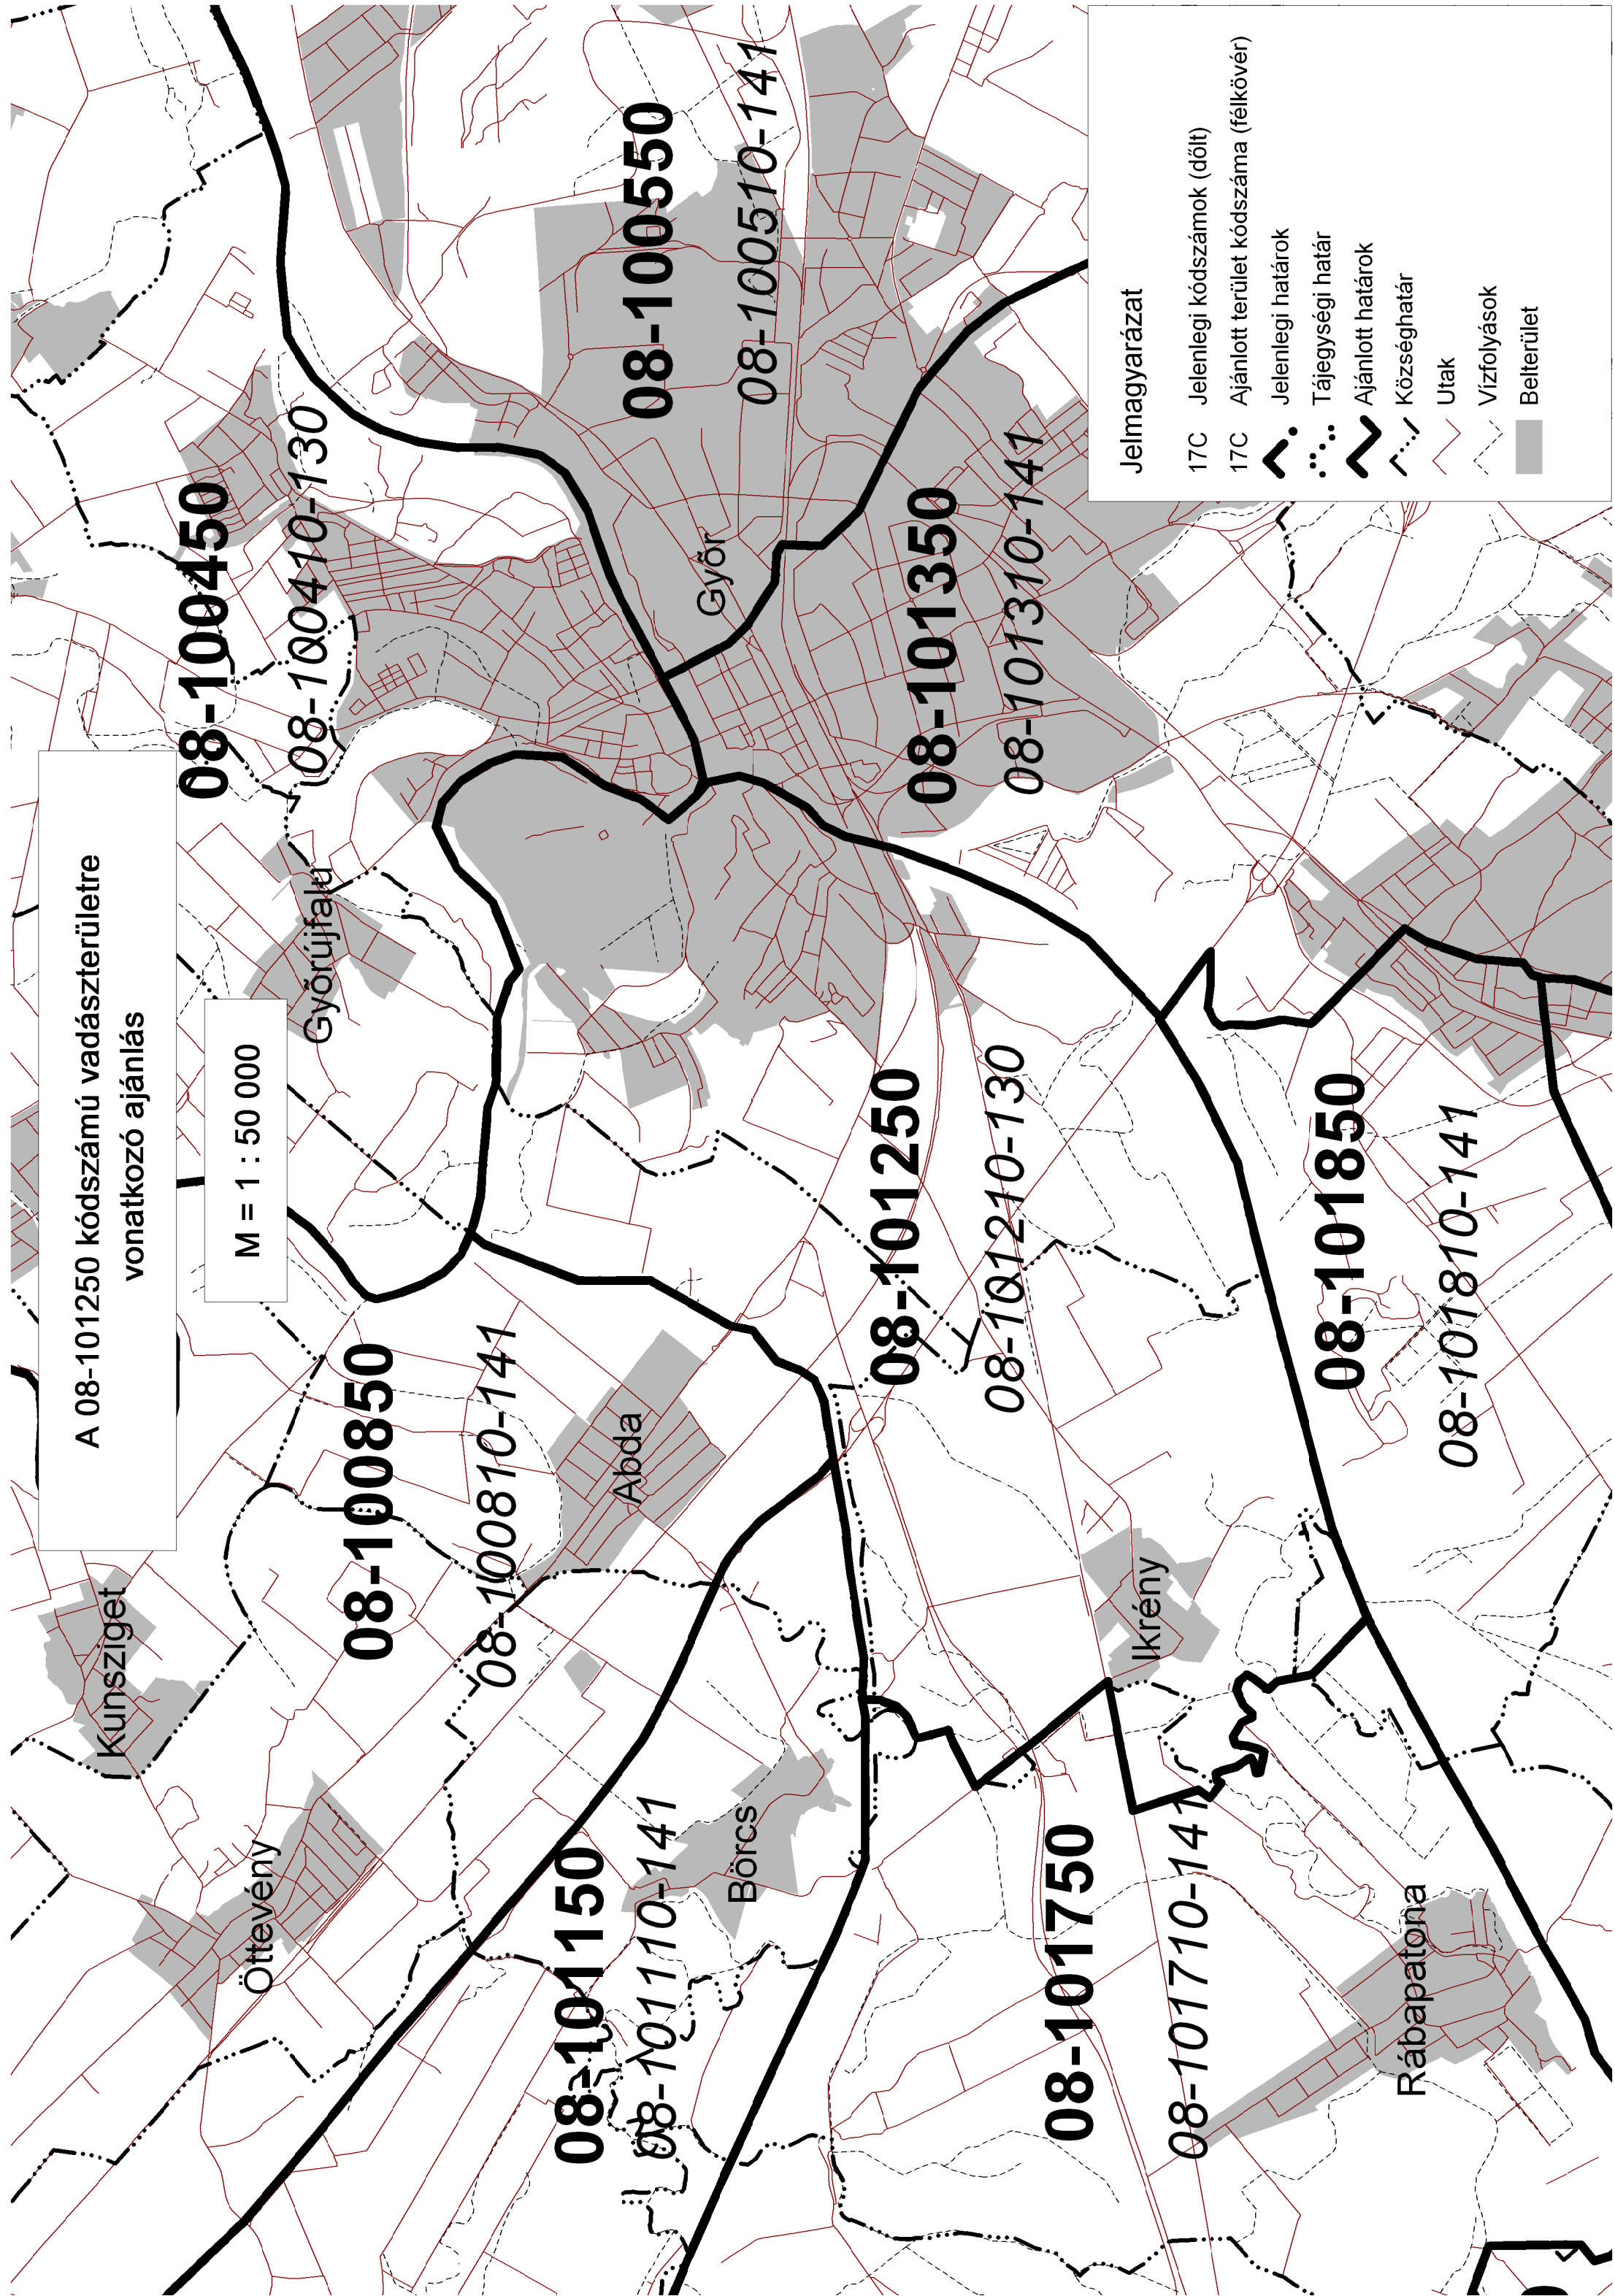 A 08-101250 kódszámú vadászterületre
vonatkozó ajánlás
M = 1 : 50 000
Kunsziget
Öttevény
Győrújfalu
08-100450
08-100410-130
08-100850
08-100810-141
Abda
08-100550
08-100510-141
Győr
08-101150
08-101110-141
Börcs
08-101250
08-101210-130
08-101350
08-101310-141
Ikrény
08-101750
08-101710-141
08-101850
08-101810-141
Rábapatona
Jelmagyarázat
17C Jelenlegi kódszámok (dőlt)
17C Ajánlott terület kódszáma (félkövér)
Jelenlegi határok
Tájegységi határ
Ajánlott határok
Községhatár
Utak
Vízfolyások
Belterület